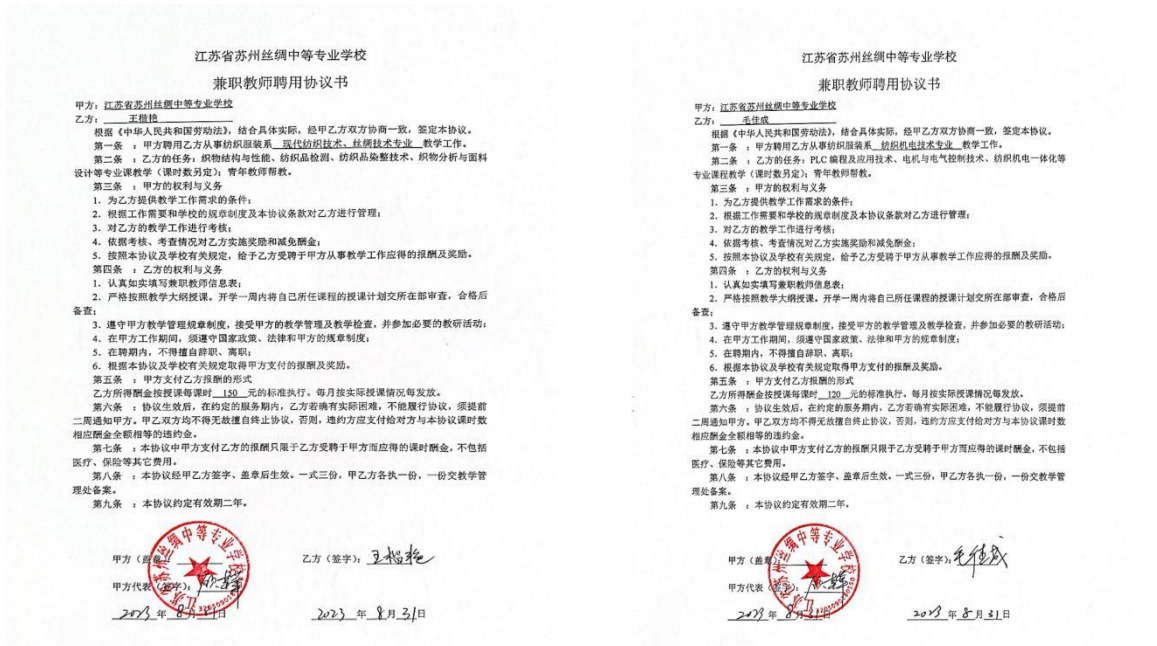 江苏省苏州丝绸中等专业学校
兼职教师聘用协议书
甲方：江苏省苏州丝绸中等专业学校
乙方：王楷艳
根据《中华人民共和国劳动法》，结合具体实际，经甲乙方双方协商一致，签定本协议。
第一条 ：甲方聘用乙方从事纺织服装系 现代纺织技术、丝绸技术专业 教学工作。
第二条 ：乙方的任务：织物结构与性能、纺织品检测、纺织品染整技术、织物分析与面料
设计等专业课教学（课时数另定）；青年教师帮教。
第三条 ：甲方的权利与义务
1．为乙方提供教学工作需求的条件；
2．根据工作需要和学校的规章制度及本协议条款对乙方进行管理；
3．对乙方的教学工作进行考核；
4．依据考核、考查情况对乙方实施奖励和减免酬金；
5．按照本协议及学校有关规定，给予乙方受聘于甲方从事教学工作应得的报酬及奖励。
第四条 ：乙方的权利与义务
1．认真如实填写兼职教师信息表；
2．严格按照教学大纲授课。开学一周内将自己所任课程的授课计划交所在部审查，合格后
备查；
3．遵守甲方教学管理规章制度，接受甲方的教学管理及教学检查，并参加必要的教研活动；
4．在甲方工作期间，须遵守国家政策、法律和甲方的规章制度；
5．在聘期内，不得擅自辞职、离职；
6．根据本协议及学校有关规定取得甲方支付的报酬及奖励。
第五条 ：甲方支付乙方报酬的形式
乙方所得酬金按授课每课时 150 元的标准执行。每月按实际授课情况每发放。
第六条 ：协议生效后，在约定的服务期内，乙方若确有实际困难，不能履行协议，须提前
二周通知甲方。甲乙双方均不得无故擅自终止协议，否则，违约方应支付给对方与本协议课时数
相应酬金全额相等的违约金。
第七条 ：本协议中甲方支付乙方的报酬只限于乙方受聘于甲方而应得的课时酬金，不包括
医疗、保险等其它费用。
第八条 ：本协议经甲乙方签字、盖章后生效。一式三份，甲乙方各执一份，一份交教学管
理处备案。
第九条 ：本协议约定有效期二年。
甲方（盖章）：
乙方（签字）：王楷艳
甲方代表（签字）：
2023 年 8 月 31 日
2023 年 8 月 31 日
江苏省苏州丝绸中等专业学校
江苏省苏州丝绸中等专业学校
兼职教师聘用协议书
甲方：江苏省苏州丝绸中等专业学校
乙方：毛佳成
根据《中华人民共和国劳动法》，结合具体实际，经甲乙方双方协商一致，签定本协议。
第一条 ：甲方聘用乙方从事纺织服装系 纺织机电技术专业 教学工作。
第二条 ：乙方的任务：PLC 编程及应用技术、电机与电气控制技术、纺织机电一体化等
专业课程教学（课时数另定）；青年教师帮教。
第三条 ：甲方的权利与义务
1．为乙方提供教学工作需求的条件；
2．根据工作需要和学校的规章制度及本协议条款对乙方进行管理；
3．对乙方的教学工作进行考核；
4．依据考核、考查情况对乙方实施奖励和减免酬金；
5．按照本协议及学校有关规定，给予乙方受聘于甲方从事教学工作应得的报酬及奖励。
第四条 ：乙方的权利与义务
1．认真如实填写兼职教师信息表；
2．严格按照教学大纲授课。开学一周内将自己所任课程的授课计划交所在部审查，合格后
备查；
3．遵守甲方教学管理规章制度，接受甲方的教学管理及教学检查，并参加必要的教研活动；
4．在甲方工作期间，须遵守国家政策、法律和甲方的规章制度；
5．在聘期内，不得擅自辞职、离职；
6．根据本协议及学校有关规定取得甲方支付的报酬及奖励。
第五条 ：甲方支付乙方报酬的形式
乙方所得酬金按授课每课时 120 元的标准执行。每月按实际授课情况每发放。
第六条 ：协议生效后，在约定的服务期内，乙方若确有实际困难，不能履行协议，须提前
二周通知甲方。甲乙双方均不得无故擅自终止协议，否则，违约方应支付给对方与本协议课时数
相应酬金全额相等的违约金。
第七条 ：本协议中甲方支付乙方的报酬只限于乙方受聘于甲方而应得的课时酬金，不包括
医疗、保险等其它费用。
第八条 ：本协议经甲乙方签字、盖章后生效。一式三份，甲乙方各执一份，一份交教学管
理处备案。
第九条 ：本协议约定有效期二年。
甲方（盖章）：
乙方（签字）：毛佳成
甲方代表（签字）：
2023 年 8 月 31 日
2023 年 8 月 31 日
江苏省苏州丝绸中等专业学校